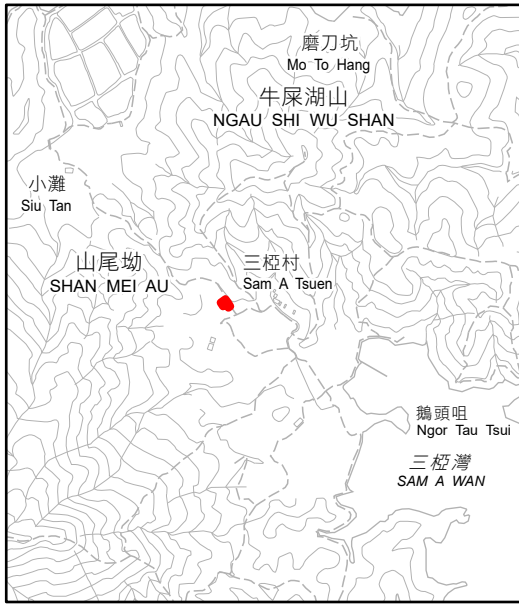 磨刀坑
Mo To Hang
牛屎湖山
NGAU SHI WU SHAN
小灘
Siu Tan
山尾坳
SHAN MEI AU
三椏村
Sam A Tsuen
鵝頭咀
Ngor Tau Tsui
三椏灣
SAM A WAN